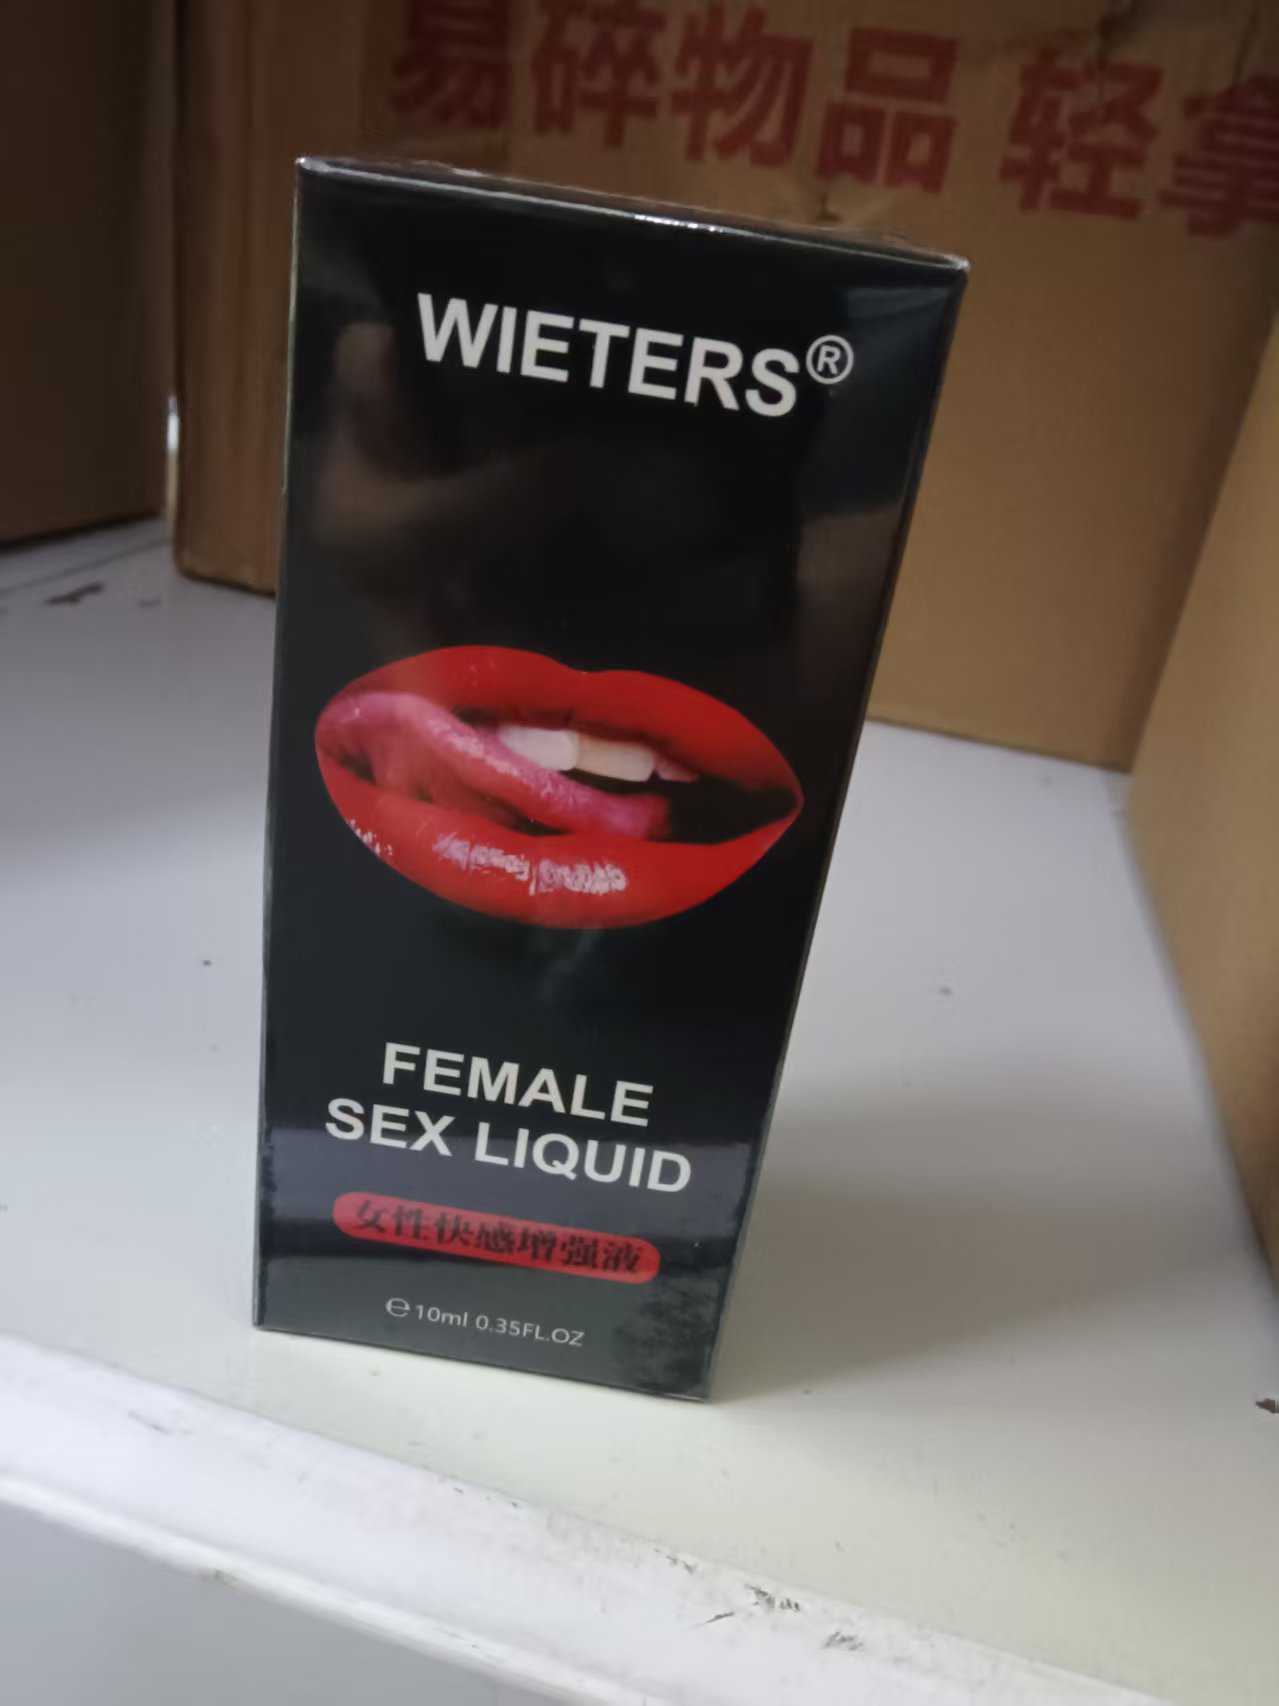 易碎物品 轻拿
WIETERS®
FEMALE
SEX LIQUID
女性快感增强液
℮10ml 0.35FL.OZ